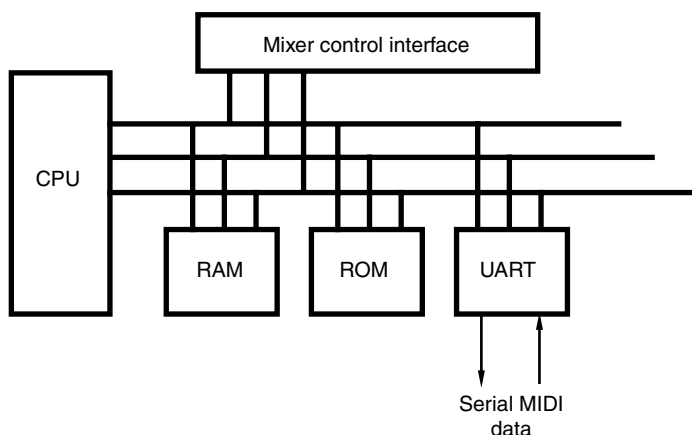 Mixer control interface
CPU
RAM
ROM
UART
Serial MIDI
data